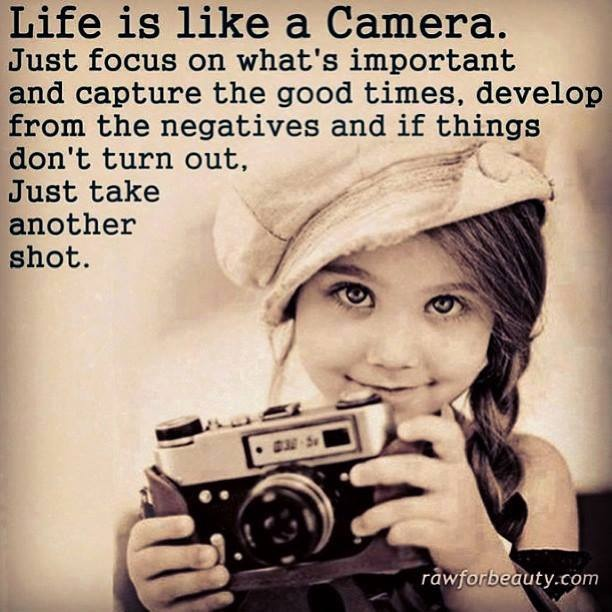 Life is like a Camera.
Just focus on what's important
and capture the good times, develop
from the negatives and if things
don't turn out,
Just take
another
shot.
rawforbeauty.com